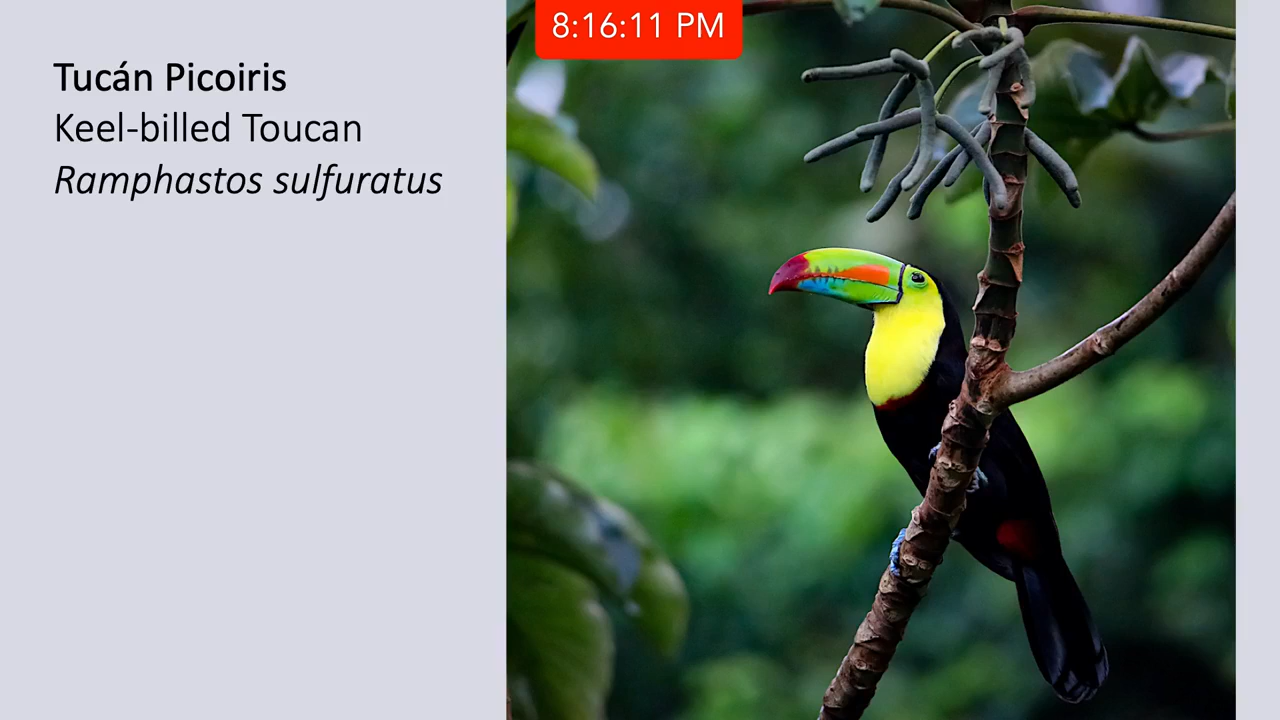 8:16:11 PM
Tucán Picoiris
Keel-billed Toucan
Ramphastos sulfuratus